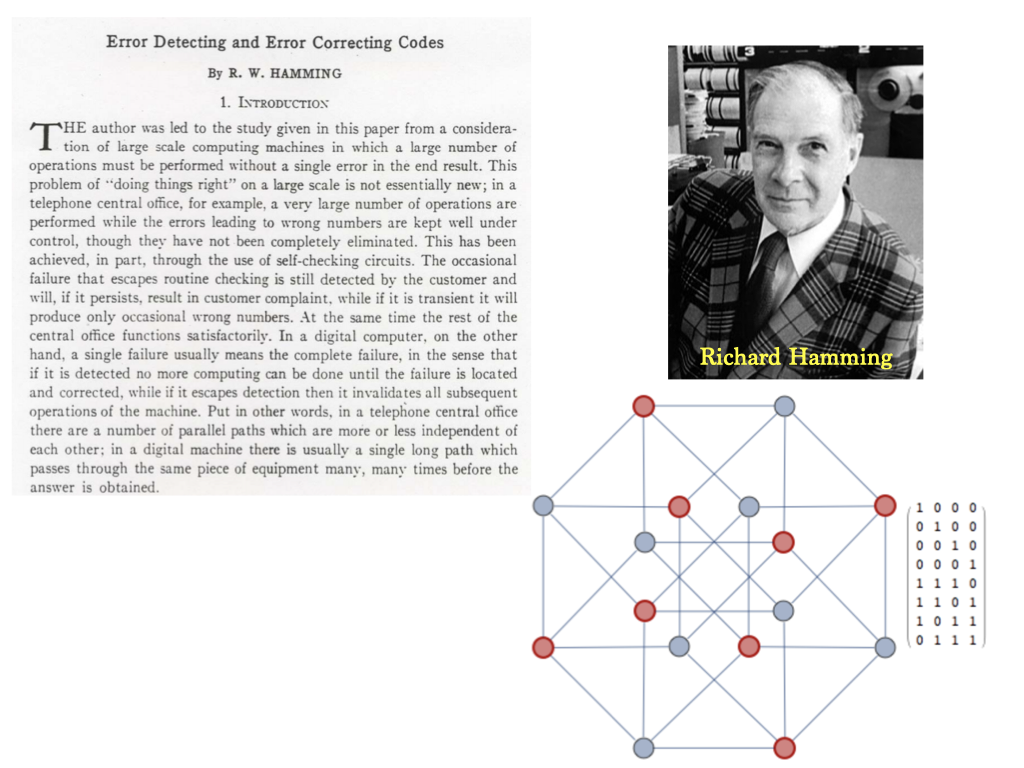 Error Detecting and Error Correcting Codes
By R. W. HAMMING
1. INTRODUCTION
THE author was led to the study given in this paper from a considera-
tion of large scale computing machines in which a large number of
operations must be performed without a single error in the end result. This
problem of "doing things right" on a large scale is not essentially new; in a
telephone central office, for example, a very large number of operations are
performed while the errors leading to wrong numbers are kept well under
control, though they have not been completely eliminated. This has been
achieved, in part, through the use of self-checking circuits. The occasional
failure that escapes routine checking is still detected by the customer and
will, if it persists, result in customer complaint, while if it is transient it will
produce only occasional wrong numbers. At the same time the rest of the
central office functions satisfactorily. In a digital computer, on the other
hand, a single failure usually means the complete failure, in the sense that
if it is detected no more computing can be done until the failure is located
and corrected, while if it escapes detection then it invalidates all subsequent
operations of the machine. Put in other words, in a telephone central office
there are a number of parallel paths which are more or less independent of
each other; in a digital machine there is usually a single long path which
passes through the same piece of equipment many, many times before the
answer is obtained.
3
2
Richard Hamming
1 0 0 0
0 1 0 0
0 0 1 0
0 0 0 1
1 1 1 0
1 1 0 1
1 0 1 1
0 1 1 1